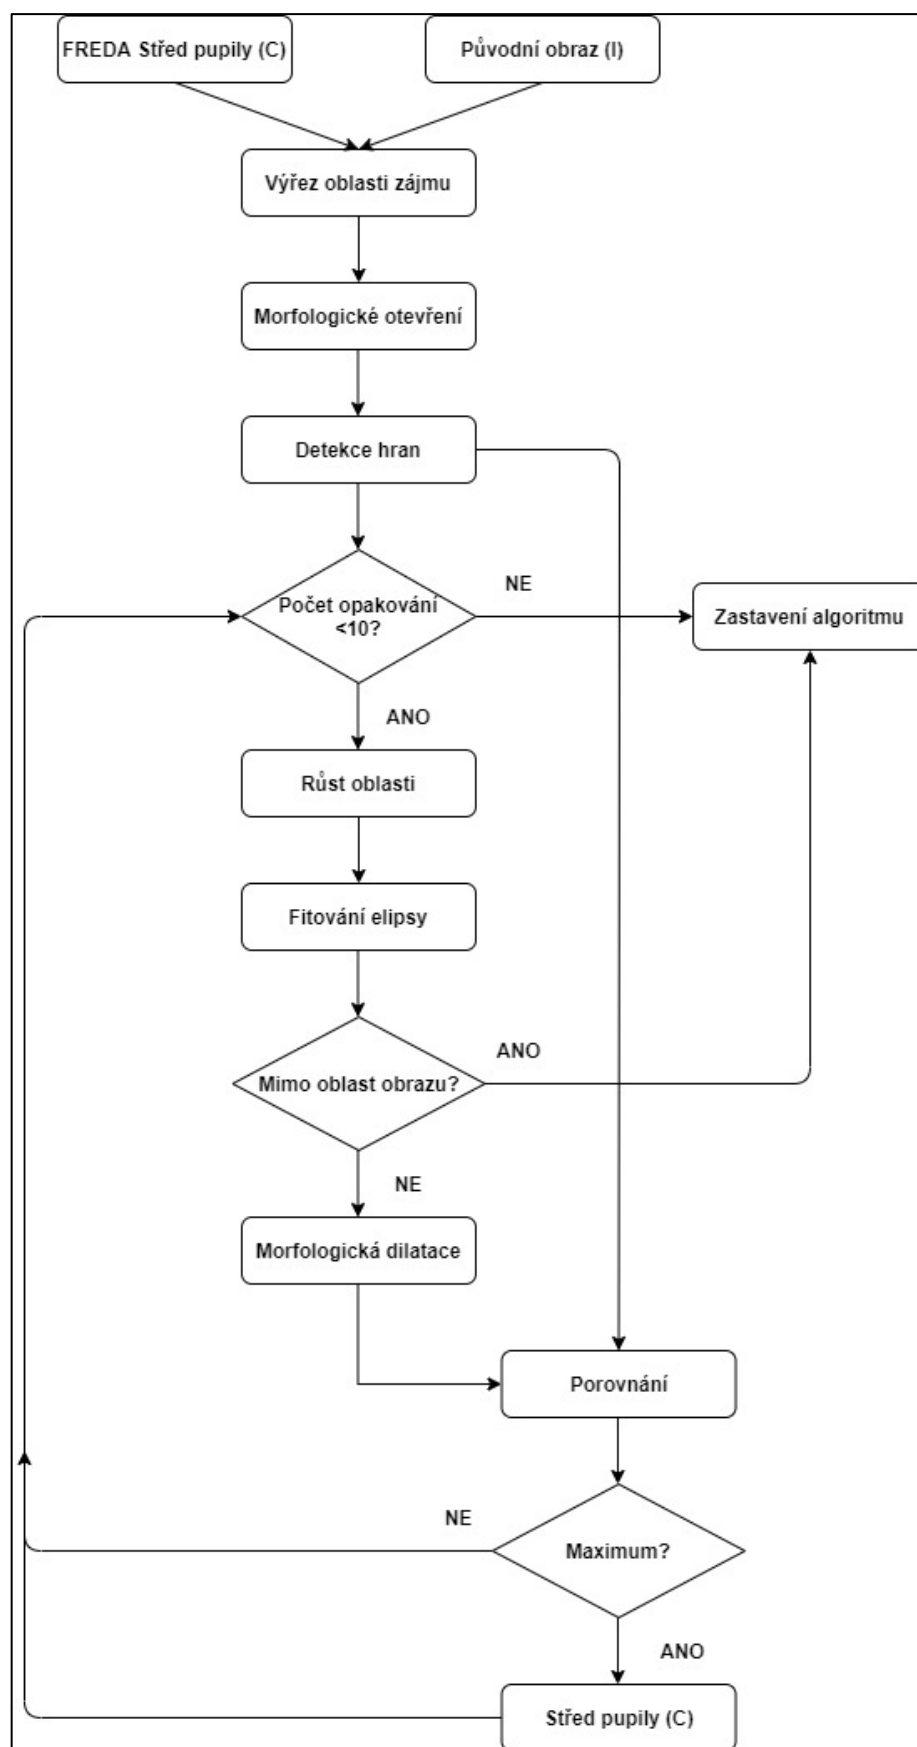 FREDA Střed pupily (C)
Původní obraz (I)
Výřez oblasti zájmu
Morfologické otevření
Detekce hran
Počet opakování
<10?
NE
Zastavení algoritmu
ANO
Růst oblasti
Fitování elipsy
Mimo oblast obrazu?
ANO
NE
Morfologická dilatace
Porovnání
NE
Maximum?
ANO
Střed pupily (C)